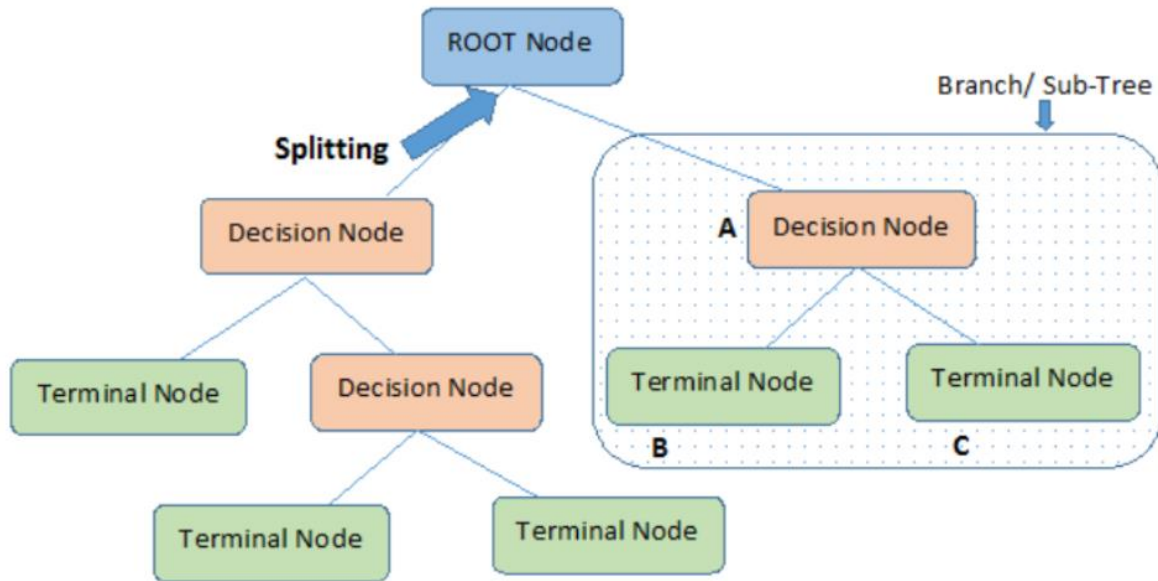 ROOT Node
Branch/ Sub-Tree
Splitting
Decision Node
A
Decision Node
Terminal Node
Decision Node
Terminal Node
Terminal Node
B
C
Terminal Node
Terminal Node